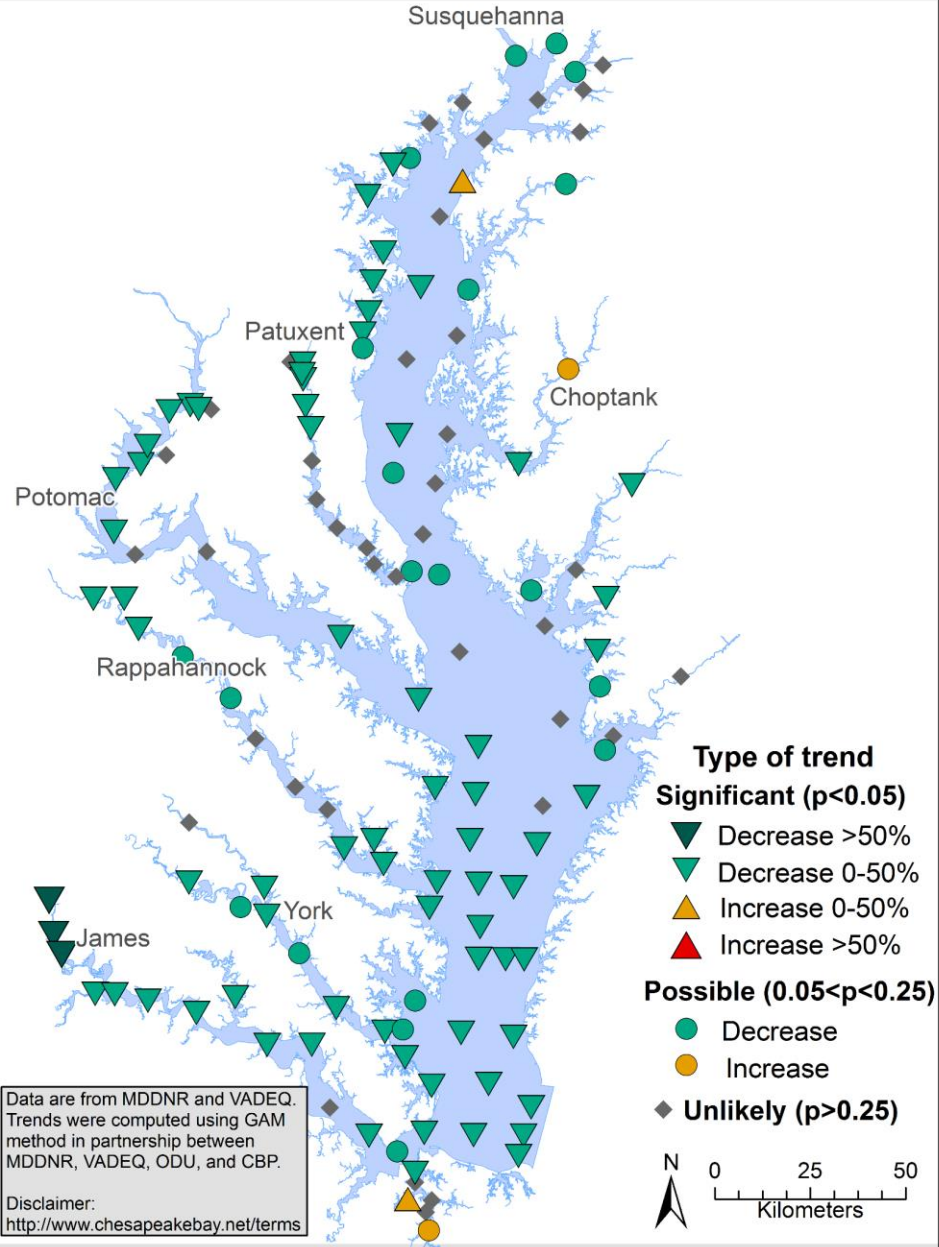 Susquehanna
Patuxent
Choptank
Potomac
Rappahannock
York
James
Type of trend
Significant (p<0.05)
Decrease >50%
Decrease 0-50%
Increase 0-50%
Increase >50%
Possible (0.05<p<0.25)
Decrease
Increase
Unlikely (p>0.25)
N
0 25 50
Kilometers
Data are from MDDNR and VADEQ.
Trends were computed using GAM
method in partnership between
MDDNR, VADEQ, ODU, and CBP.
Disclaimer:
http://www.chesapeakebay.net/terms